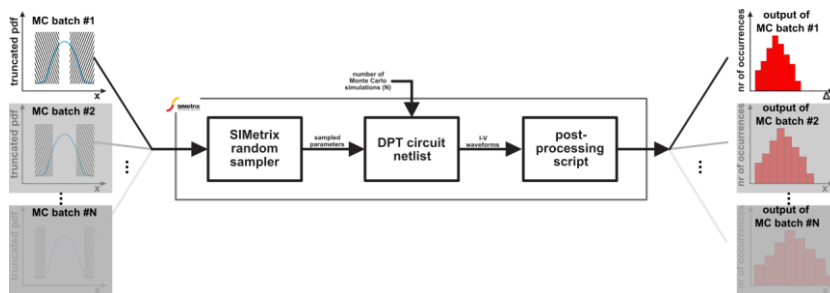 MC batch #1
truncated pdf
x
MC batch #2
truncated pdf
x
MC batch #N
truncated pdf
x
SIMetrix
number of
Monte Carlo
simulations (N)
SIMetrix
random
sampler
sampled
parameters
DPT circuit
netlist
I-V
waveforms
post-
processing
script
output of
MC batch #1
nr of occurrences
Δ
output of
MC batch #2
nr of occurrences
x
output of
MC batch #N
nr of occurrences
x